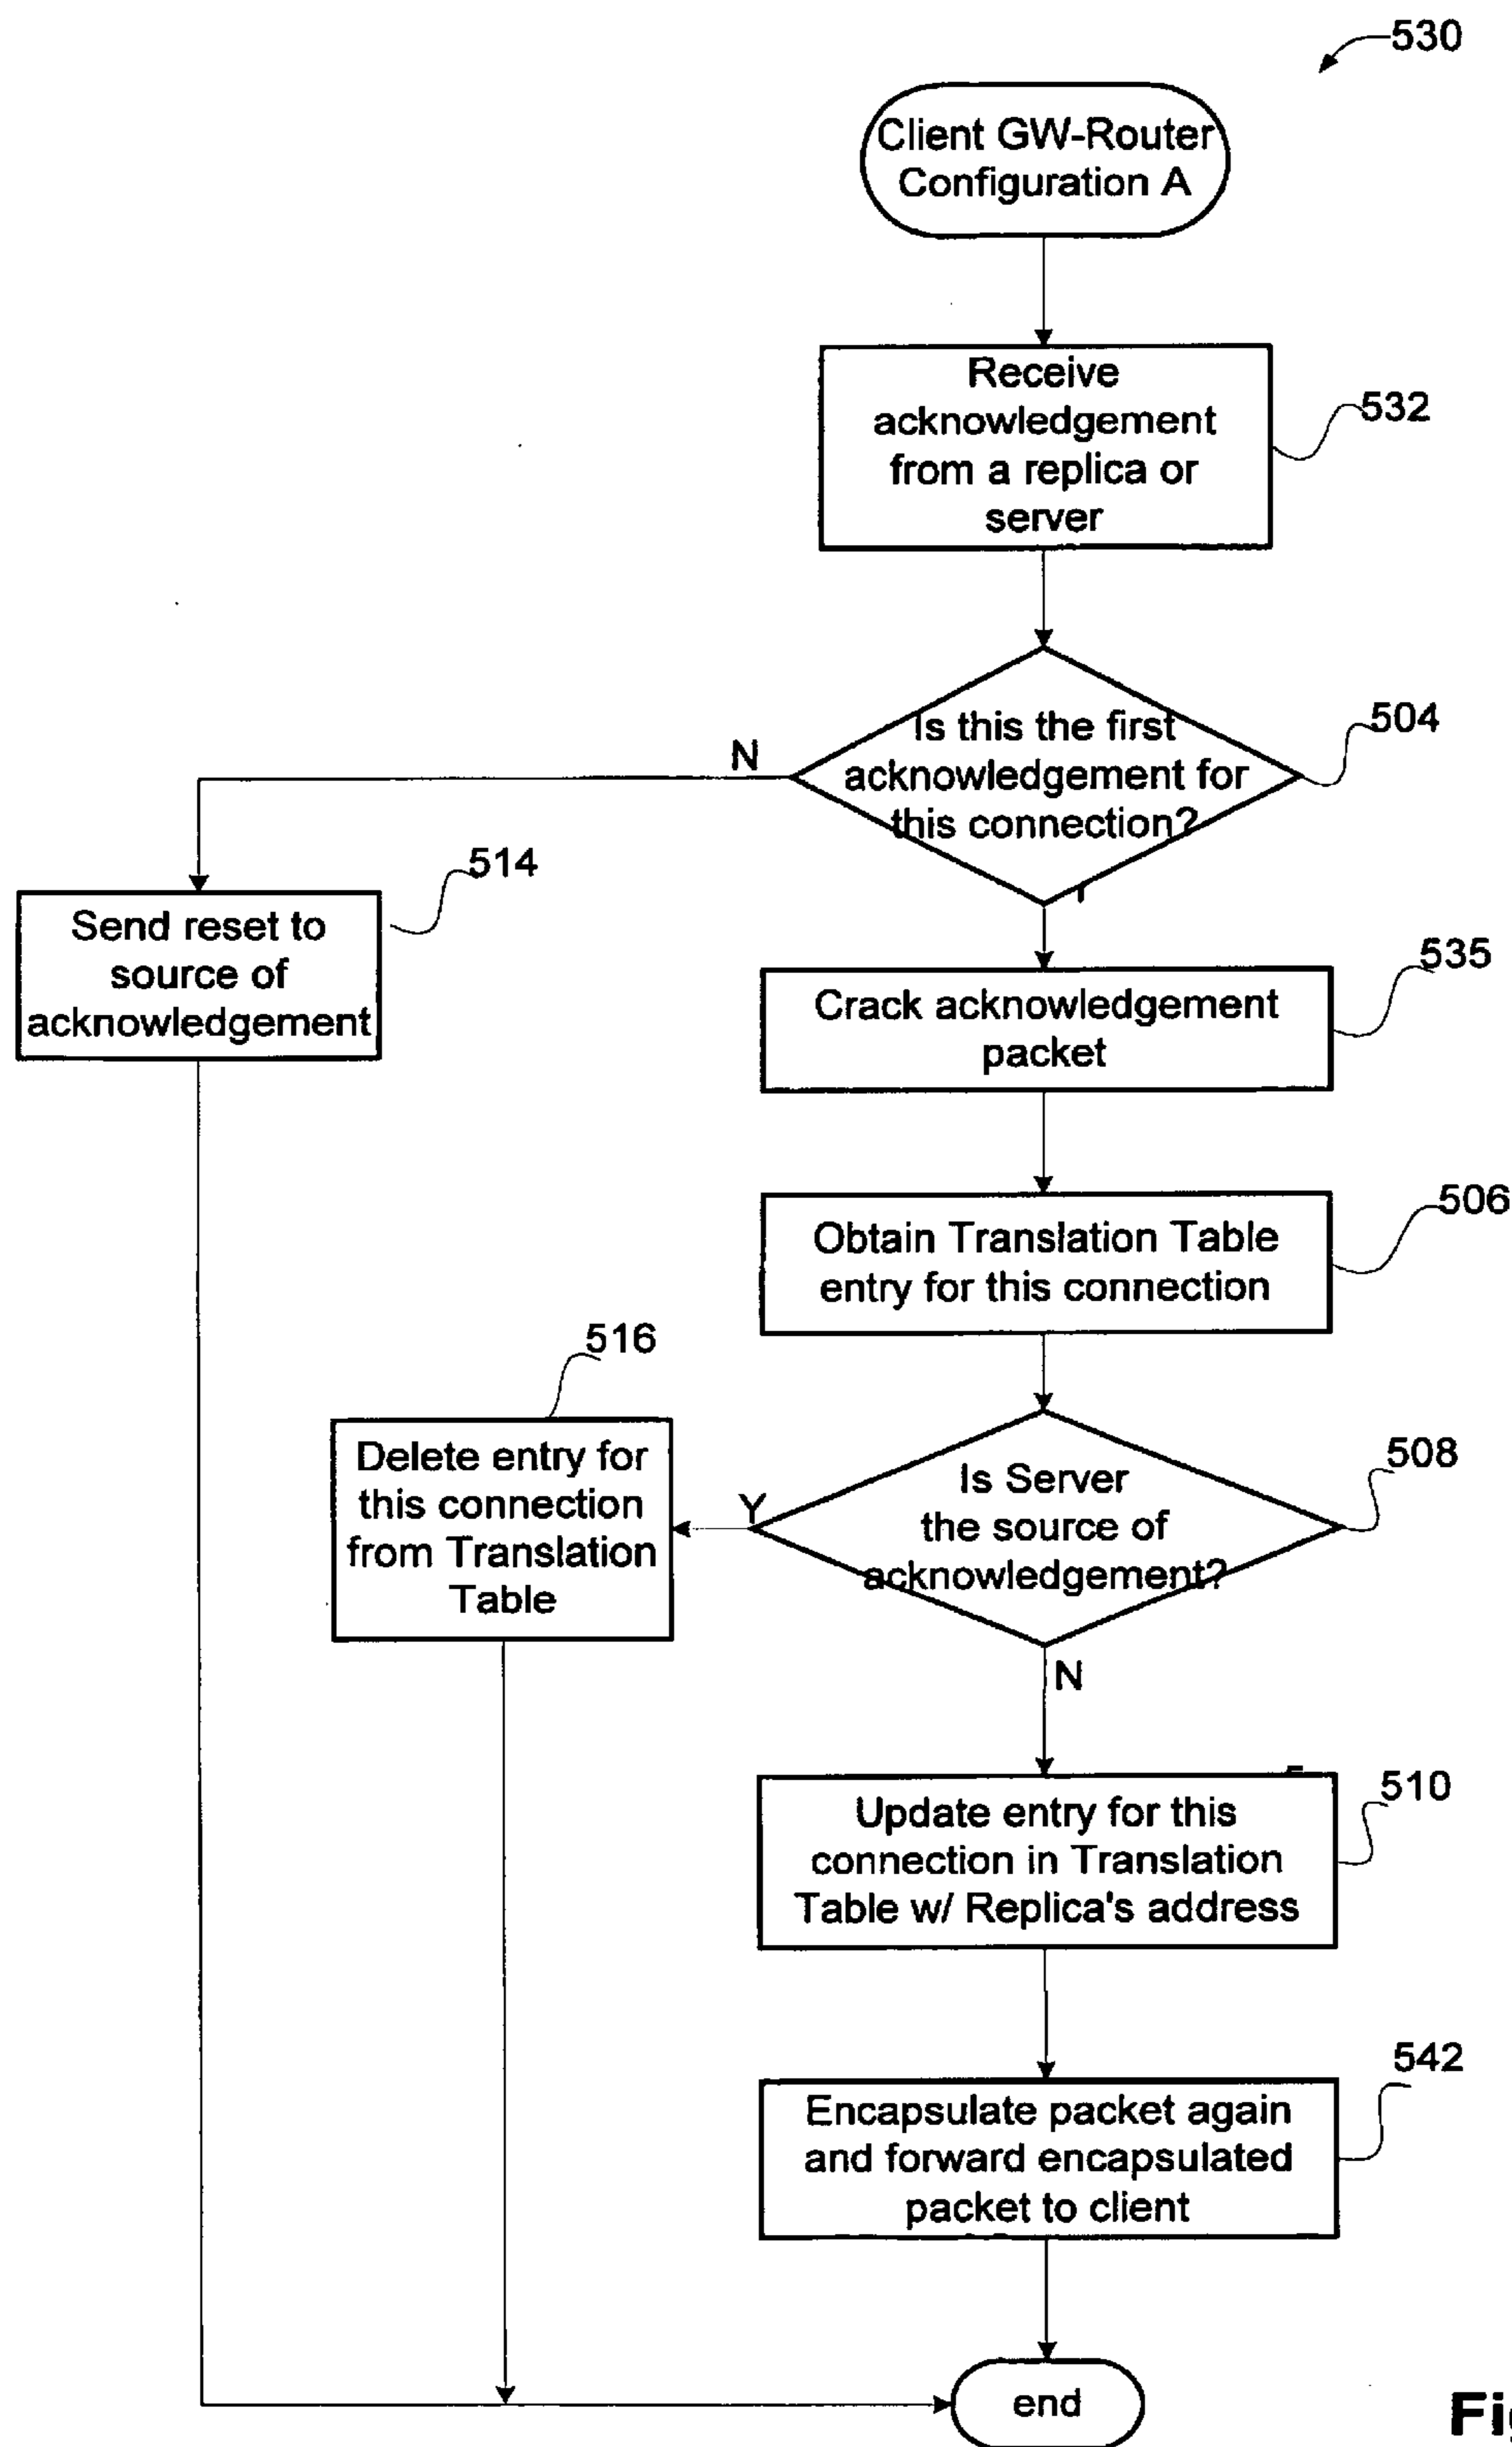 530
Client GW-Router
Configuration A
Receive
acknowledgement
from a replica or
server
532
Is this the first
acknowledgement for
this connection?
504
N
514
Send reset to
source of
acknowledgement
Crack acknowledgement
packet
535
Obtain Translation Table
entry for this connection
506
516
Delete entry for
this connection
from Translation
Table
Y
Is Server
the source of
acknowledgement?
508
N
Update entry for this
connection in Translation
Table w/ Replica's address
510
Encapsulate packet again
and forward encapsulated
packet to client
542
end